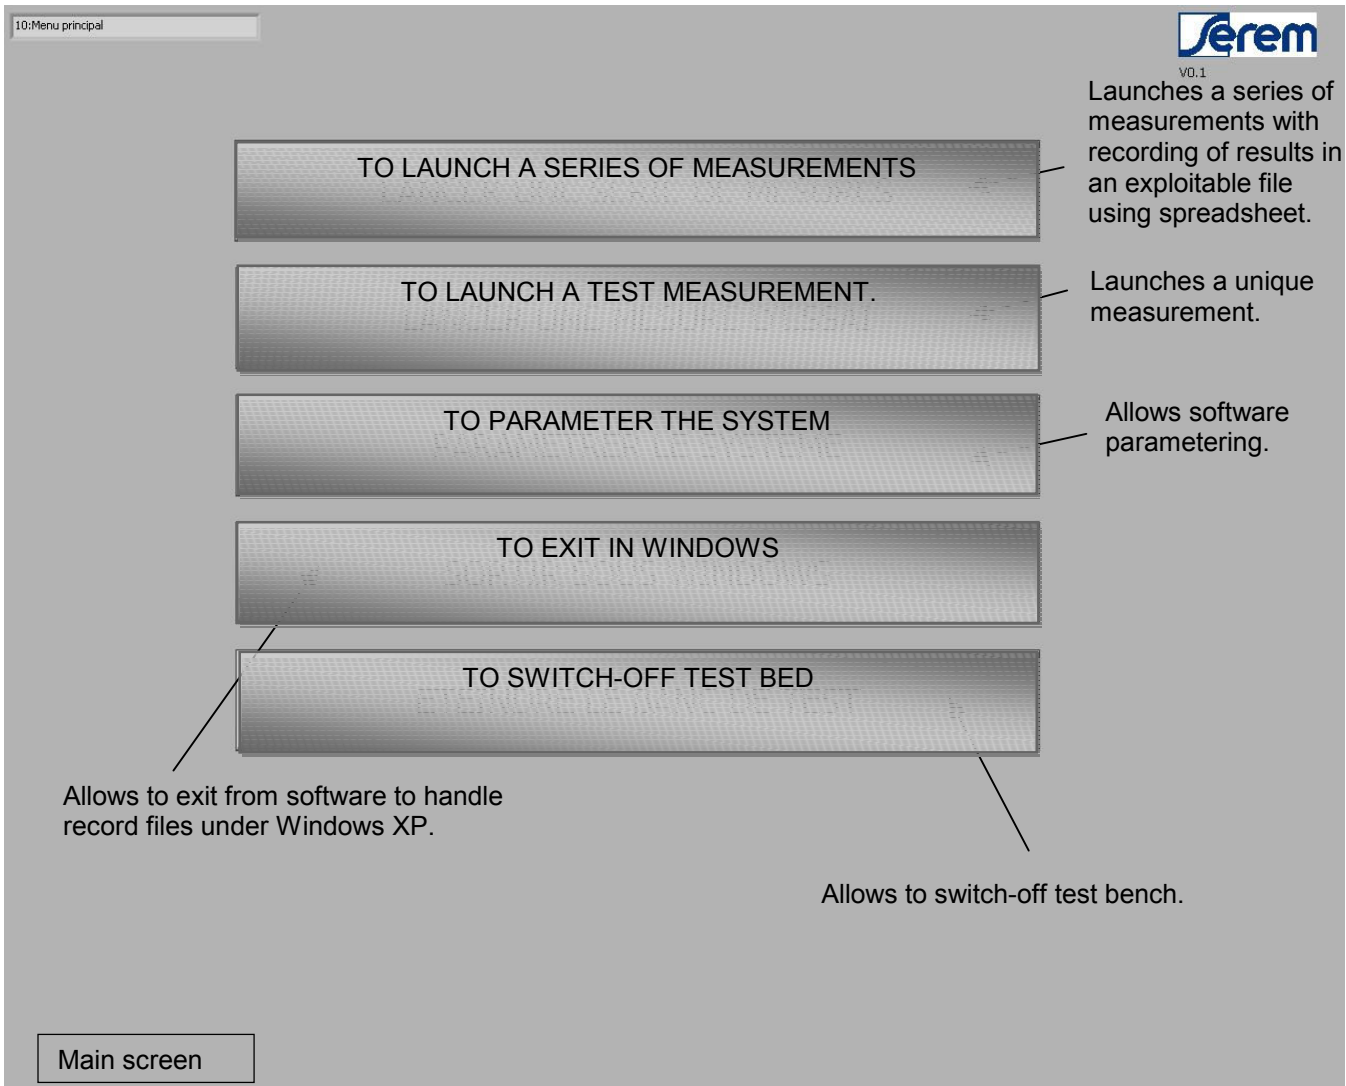 10:Menu principal
Serem
V0.1
Launches a series of
measurements with
recording of results in
an exploitable file
using spreadsheet.
TO LAUNCH A SERIES OF MEASUREMENTS
TO LAUNCH A TEST MEASUREMENT.
Launches a unique
measurement.
TO PARAMETER THE SYSTEM
Allows software
parametering.
TO EXIT IN WINDOWS
TO SWITCH-OFF TEST BED
Allows to exit from software to handle
record files under Windows XP.
Allows to switch-off test bench.
Main screen